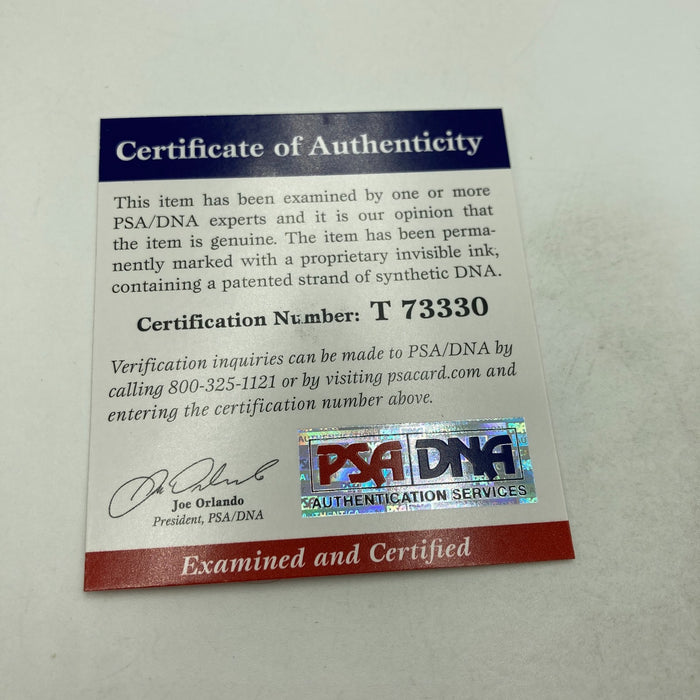 Certificate of Authenticity
This item has been examined by one or more
PSA/DNA experts and it is our opinion that
the item is genuine. The item has been perma-
nently marked with a proprietary invisible ink,
containing a patented strand of synthetic DNA.
Certification Number: T 73330
Verification inquiries can be made to PSA/DNA by
calling 800-325-1121 or by visiting psacard.com and
entering the certification number above.
Joe Orlando
President, PSA/DNA
PSA DNA
AUTHENTICATION SERVICES
Examined and Certified